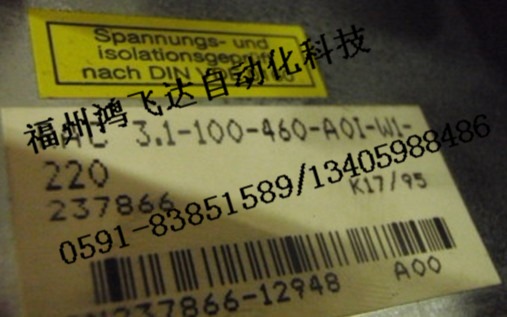 Spannungs- und
isolationsgeprüft
nach DIN
福州鸿飞达自动化科技
3.1-100-460-A0I-W1-
220
237866
K17/95
0591-83851589/13405988486
237866-12948 A00